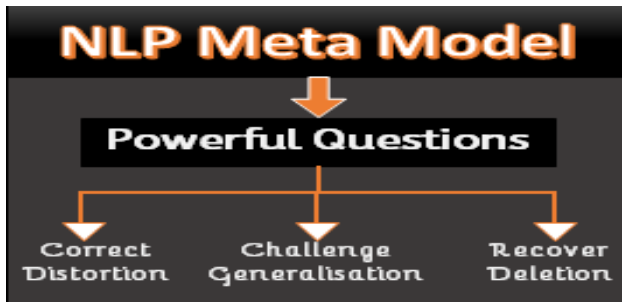 NLP Meta Model
Powerful Questions
Correct
Distortion
Challenge
Generalisation
Recover
Deletion